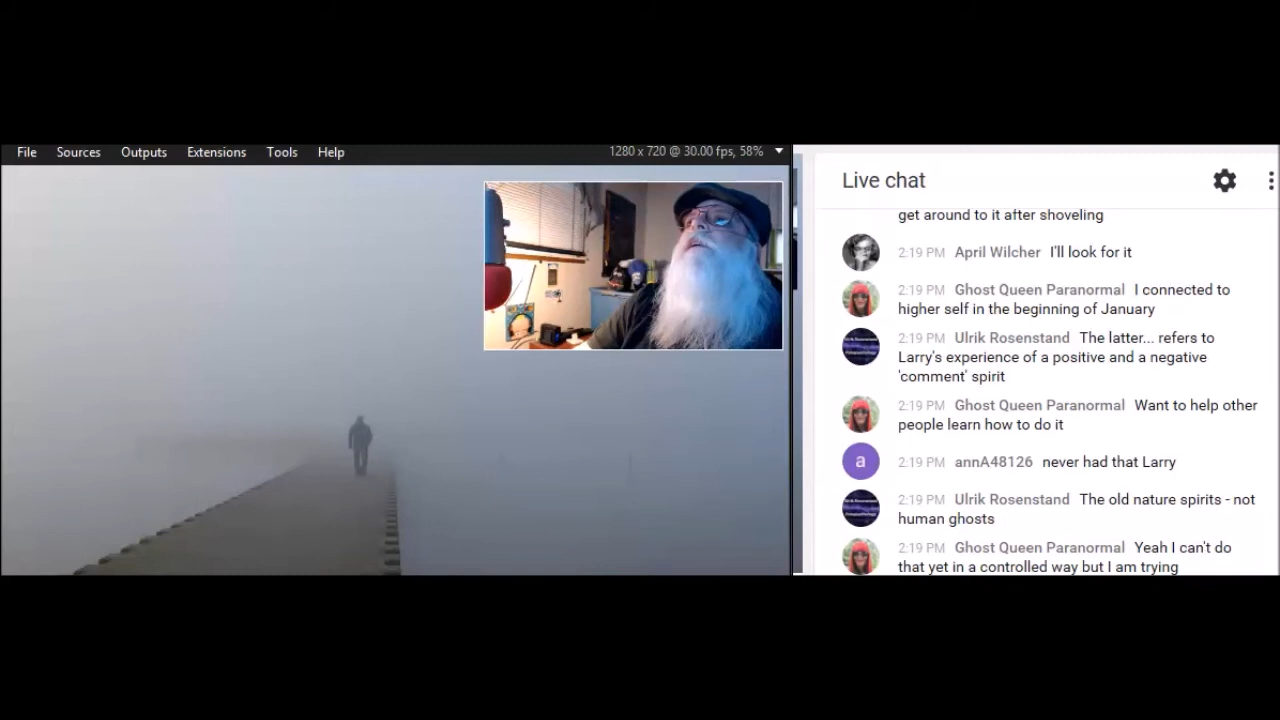 File Sources Outputs Extensions Tools Help 1280 x 720 @ 30.00 fps, 58%
Live chat
get around to it after shoveling
2:19 PM April Wilcher I'll look for it
2:19 PM Ghost Queen Paranormal I connected to
higher self in the beginning of January
2:19 PM Ulrik Rosenstand The latter... refers to
Larry's experience of a positive and a negative
'comment' spirit
2:19 PM Ghost Queen Paranormal Want to help other
people learn how to do it
a
2:19 PM annA48126 never had that Larry
2:19 PM Ulrik Rosenstand The old nature spirits - not
human ghosts
2:19 PM Ghost Queen Paranormal Yeah I can't do
that yet in a controlled way but I am trying